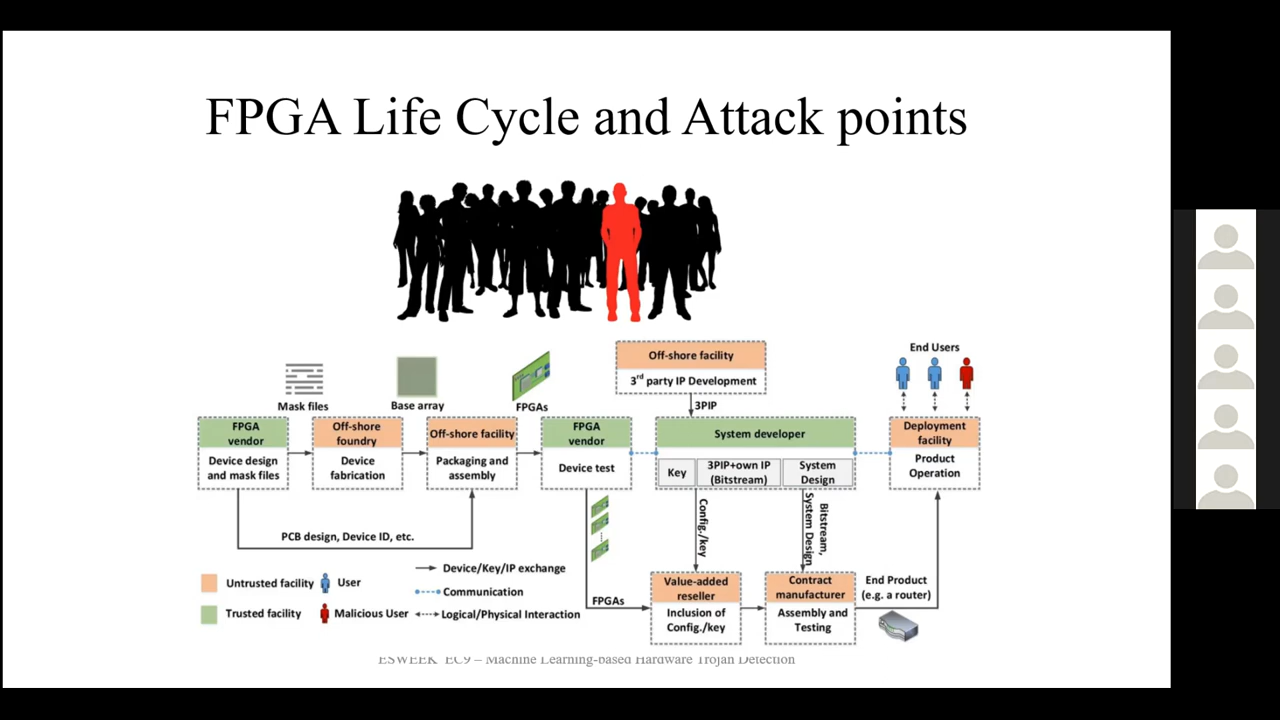 FPGA Life Cycle and Attack points
Off-shore facility
3rd party IP Development
3PIP
End Users
Mask files
Base array
FPGAs
FPGA
vendor
Device design
and mask files
Off-shore
foundry
Device
fabrication
Off-shore facility
Packaging and
assembly
FPGA
vendor
Device test
System developer
Key
3PIP+own IP
(Bitstream)
System
Design
Deployment
facility
Product
Operation
PCB design, Device ID, etc.
Config./key
Bitstream,
System Design
FPGAs
Value-added
reseller
Inclusion of
Config./key
Contract
manufacturer
Assembly and
Testing
End Product
(e.g. a router)
Untrusted facility
User
Device/Key/IP exchange
Communication
Trusted facility
Malicious User
Logical/Physical Interaction
ESWEEK EC9 – Machine Learning-based Hardware Trojan Detection